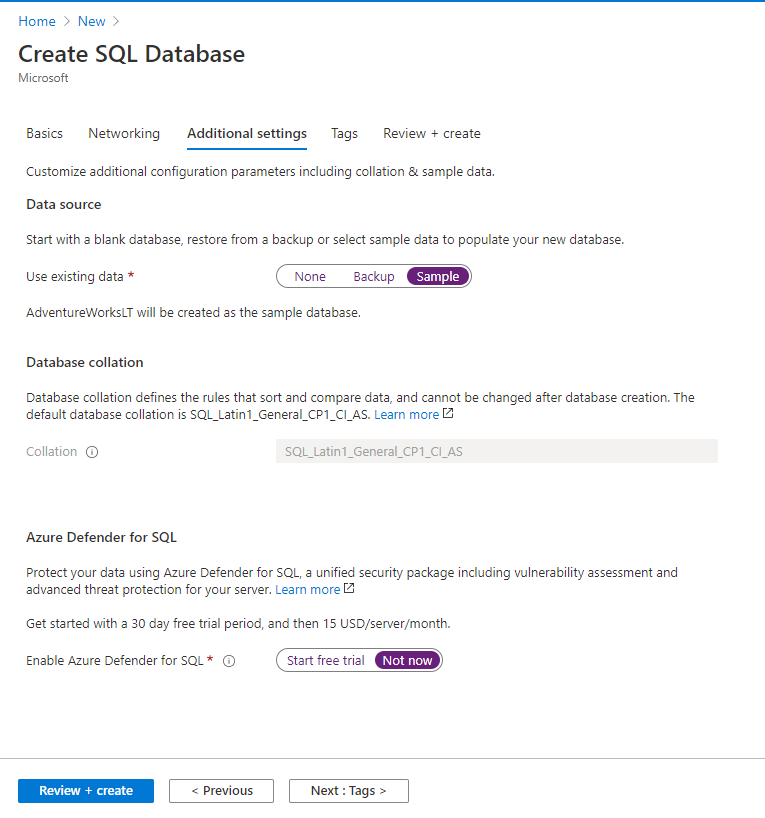 Home > New >
Create SQL Database
Microsoft
Basics Networking Additional settings Tags Review + create
Customize additional configuration parameters including collation & sample data.
Data source
Start with a blank database, restore from a backup or select sample data to populate your new database.
Use existing data * None Backup Sample
AdventureWorksLT will be created as the sample database.
Database collation
Database collation defines the rules that sort and compare data, and cannot be changed after database creation. The
default database collation is SQL_Latin1_General_CP1_CI_AS. Learn more
Collation SQL_Latin1_General_CP1_CI_AS
Azure Defender for SQL
Protect your data using Azure Defender for SQL, a unified security package including vulnerability assessment and
advanced threat protection for your server. Learn more
Get started with a 30 day free trial period, and then 15 USD/server/month.
Enable Azure Defender for SQL * Start free trial Not now
Review + create < Previous Next : Tags >